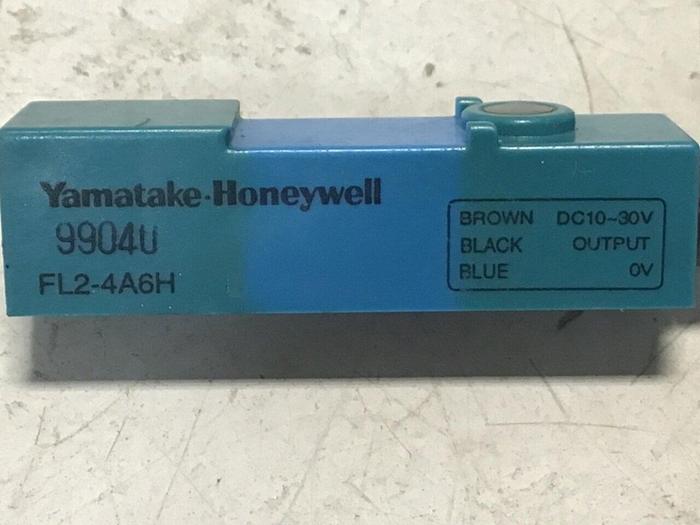 Yamatake·Honeywell
9904U
FL2-4A6H
BROWN DC10~30V
BLACK OUTPUT
BLUE 0V